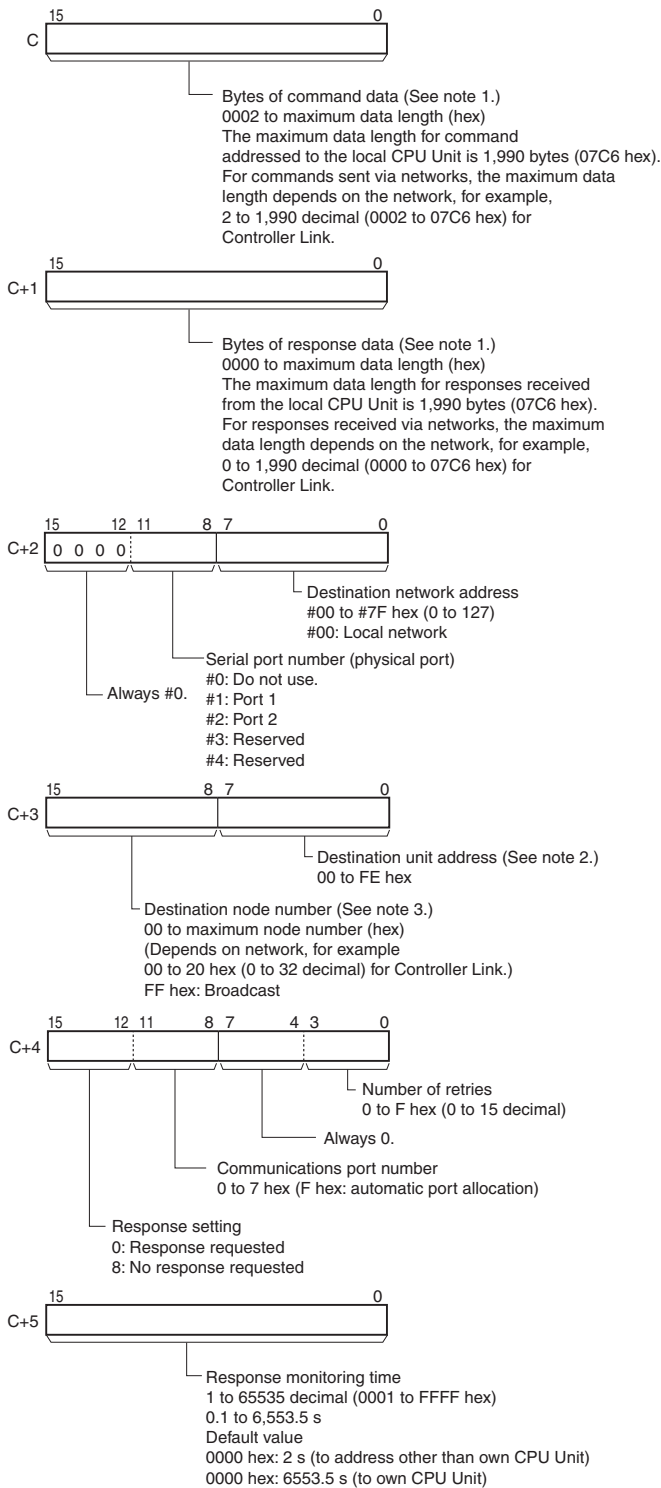 15 0
C
Bytes of command data (See note 1.)
0002 to maximum data length (hex)
The maximum data length for command
addressed to the local CPU Unit is 1,990 bytes (07C6 hex).
For commands sent via networks, the maximum data
length depends on the network, for example,
2 to 1,990 decimal (0002 to 07C6 hex) for
Controller Link.
15 0
C+1
Bytes of response data (See note 1.)
0000 to maximum data length (hex)
The maximum data length for responses received
from the local CPU Unit is 1,990 bytes (07C6 hex).
For responses received via networks, the maximum
data length depends on the network, for example,
0 to 1,990 decimal (0000 to 07C6 hex) for
Controller Link.
15 12 11 8 7 0
C+2 0 0 0 0
Destination network address
#00 to #7F hex (0 to 127)
#00: Local network
Serial port number (physical port)
#0: Do not use.
#1: Port 1
#2: Port 2
#3: Reserved
#4: Reserved
Always #0.
15 8 7 0
C+3
Destination unit address (See note 2.)
00 to FE hex
Destination node number (See note 3.)
00 to maximum node number (hex)
(Depends on network, for example
00 to 20 hex (0 to 32 decimal) for Controller Link.)
FF hex: Broadcast
15 12 11 8 7 4 3 0
C+4
Number of retries
0 to F hex (0 to 15 decimal)
Always 0.
Communications port number
0 to 7 hex (F hex: automatic port allocation)
Response setting
0: Response requested
8: No response requested
15 0
C+5
Response monitoring time
1 to 65535 decimal (0001 to FFFF hex)
0.1 to 6,553.5 s
Default value
0000 hex: 2 s (to address other than own CPU Unit)
0000 hex: 6553.5 s (to own CPU Unit)